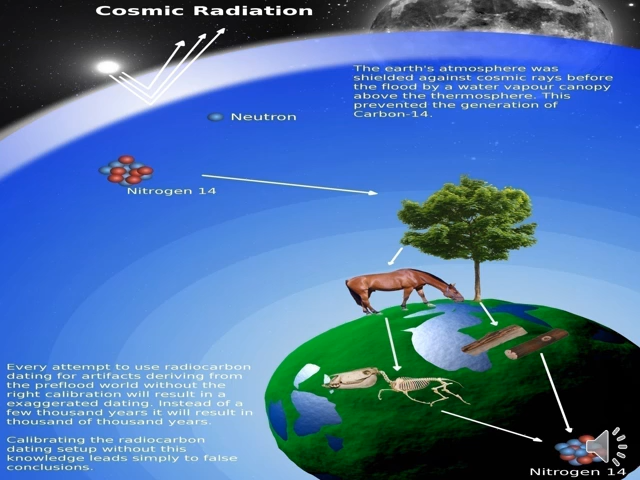 Cosmic Radiation
The earth's atmosphere was
shielded against cosmic rays before
the flood by a water vapour canopy
above the thermosphere. This
prevented the generation of
Carbon-14.
Neutron
Nitrogen 14
Every attempt to use radiocarbon
dating for artifacts deriving from
the preflood world without the
right calibration will result in a
exaggerated dating. Instead of a
few thousand years it will result in
thousand of thousand years.
Calibrating the radiocarbon
dating setup without this
knowledge leads simply to false
conclusions.
Nitrogen 14